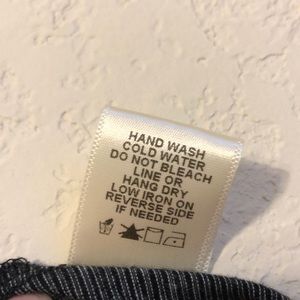 HAND WASH
COLD WATER
DO NOT BLEACH
LINE OR
HANG DRY
LOW IRON ON
REVERSE SIDE
IF NEEDED